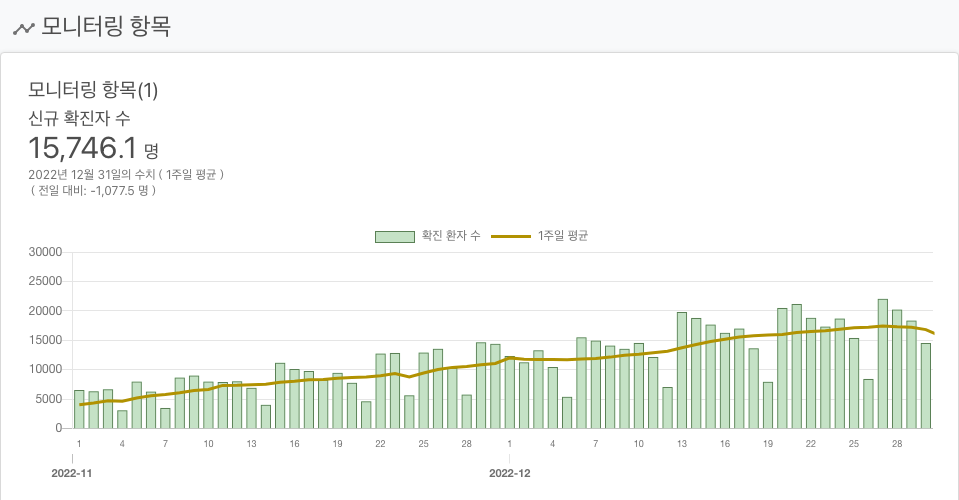 모니터링 항목
모니터링 항목(1)
신규 확진자 수
15,746.1 명
2022년 12월 31일의 수치 ( 1주일 평균 )
( 전일 대비: -1,077.5 명 )
확진 환자 수 1주일 평균
30000
25000
20000
15000
10000
5000
0
1 4 7 10 13 16 19 22 25 28 1 4 7 10 13 16 19 22 25 28
2022-11 2022-12